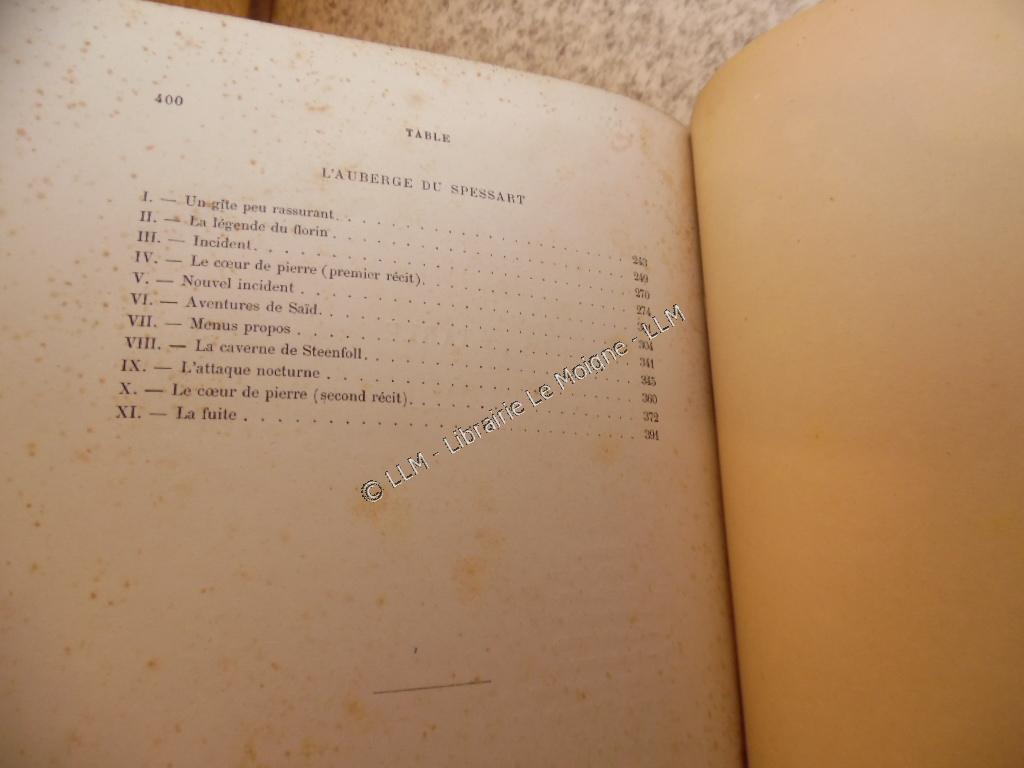 400
TABLE
L'AUBERGE DU SPESSART
I. — Un gîte peu rassurant. . . . . . . . . . . . . . . 243
II. — La légende du florin . . . . . . . . . . . . . . . 249
III. — Incident. . . . . . . . . . . . . . . . . . . . . 270
IV. — Le cœur de pierre (premier récit). . . . . . . . . 274
V. — Nouvel incident . . . . . . . . . . . . . . . . . .
VI. — Aventures de Saïd. . . . . . . . . . . . . . . . .
VII. — Menus propos . . . . . . . . . . . . . . . . . . 341
VIII. — La caverne de Steenfoll. . . . . . . . . . . . . 345
IX. — L'attaque nocturne . . . . . . . . . . . . . . . . 360
X. — Le cœur de pierre (second récit). . . . . . . . . . 372
XI. — La fuite . . . . . . . . . . . . . . . . . . . . . 391
© LLM - Librairie Le Moigne - LLM